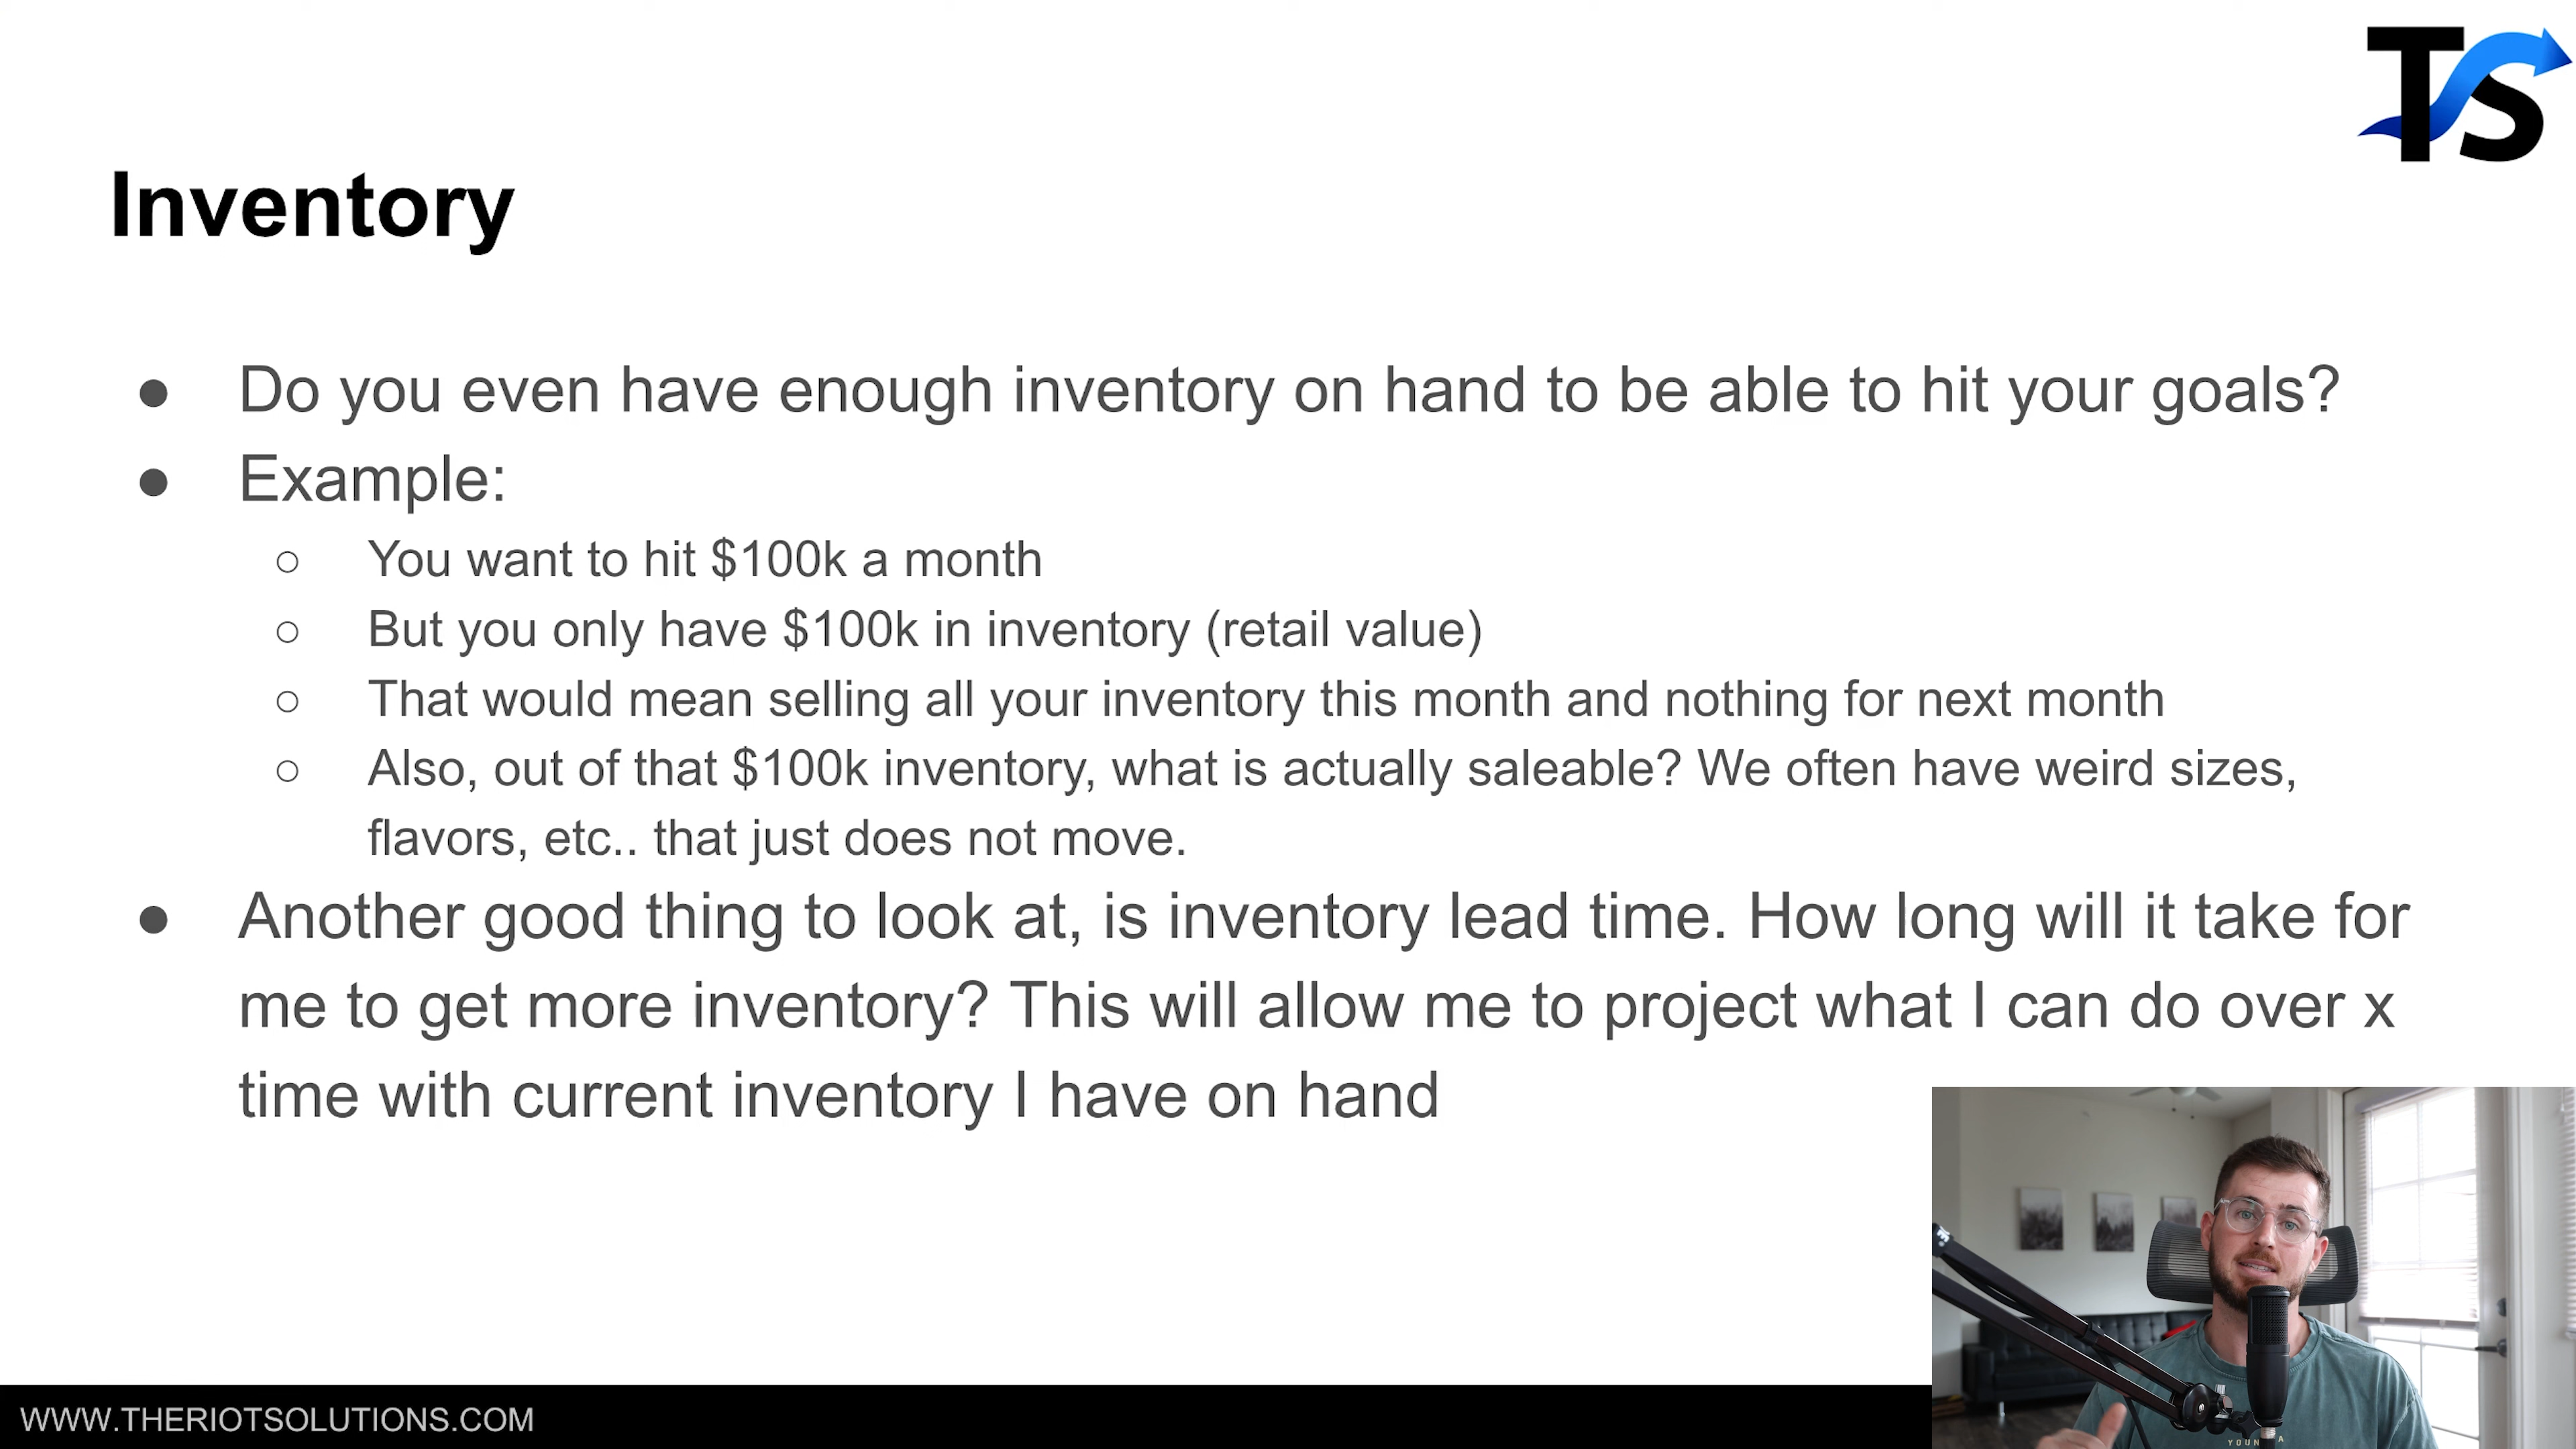 TS
Inventory
● Do you even have enough inventory on hand to be able to hit your goals?
● Example:
○ You want to hit $100k a month
○ But you only have $100k in inventory (retail value)
○ That would mean selling all your inventory this month and nothing for next month
○ Also, out of that $100k inventory, what is actually saleable? We often have weird sizes,
flavors, etc.. that just does not move.
● Another good thing to look at, is inventory lead time. How long will it take for
me to get more inventory? This will allow me to project what I can do over x
time with current inventory I have on hand
WWW.THERIOTSOLUTIONS.COM